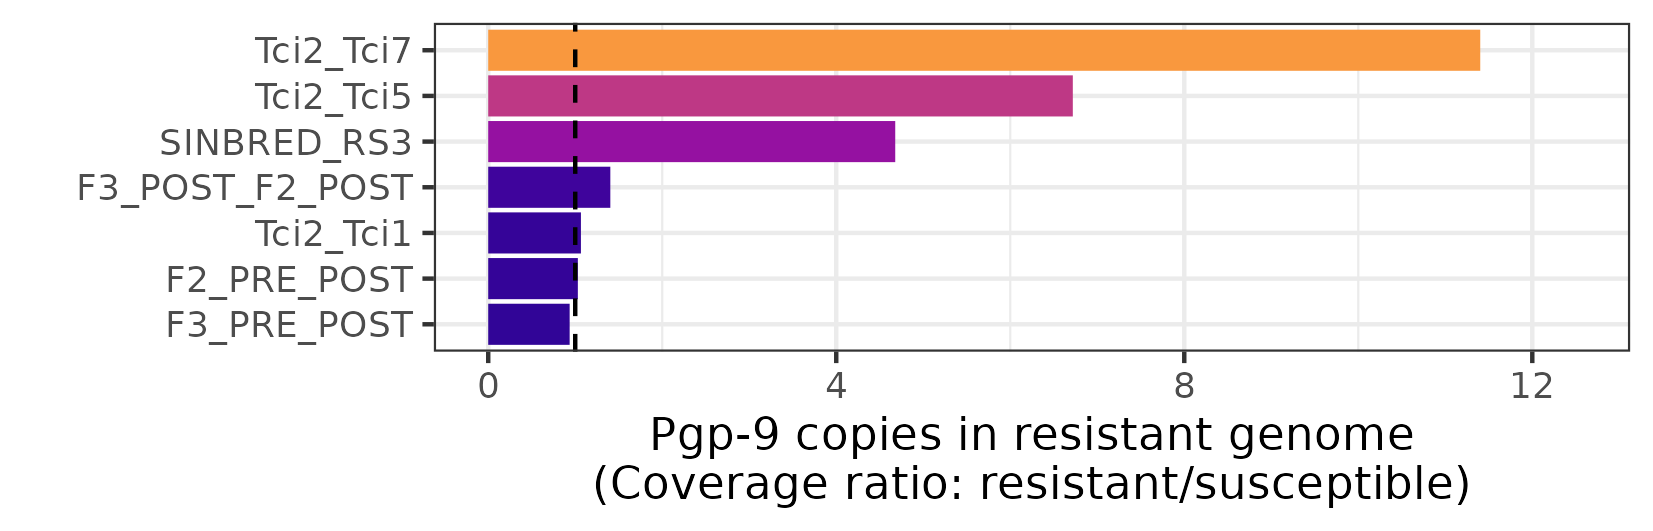 Tci2_Tci7
Tci2_Tci5
SINBRED_RS3
F3_POST_F2_POST
Tci2_Tci1
F2_PRE_POST
F3_PRE_POST
0 4 8 12
Pgp-9 copies in resistant genome
(Coverage ratio: resistant/susceptible)